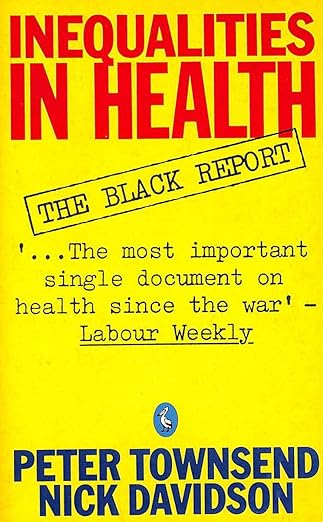 INEQUALITIES
IN HEALTH
THE BLACK REPORT
'...The most important
single document on
health since the war' –
Labour Weekly
PETER TOWNSEND
NICK DAVIDSON